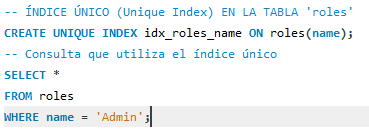 -- ÍNDICE ÚNICO (Unique Index) EN LA TABLA 'roles'
CREATE UNIQUE INDEX idx_roles_name ON roles(name);
-- Consulta que utiliza el índice único
SELECT *
FROM roles
WHERE name = 'Admin';